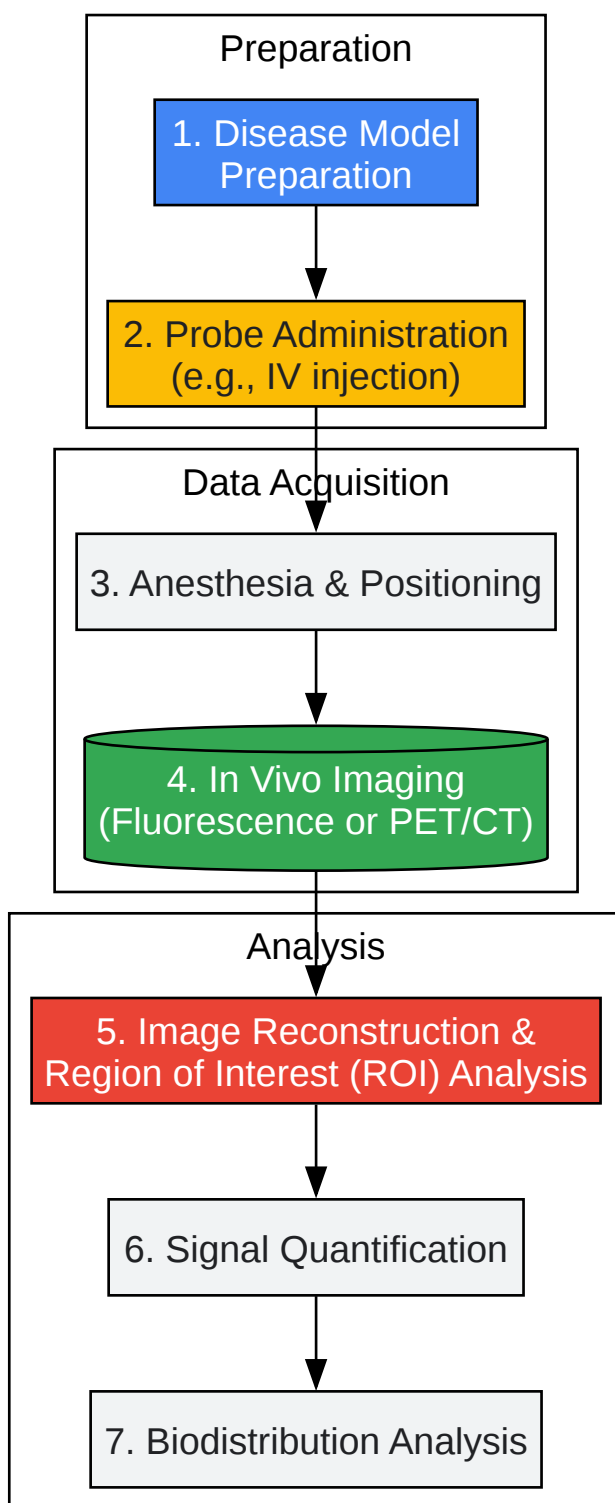 Preparation
1. Disease Model
Preparation
2. Probe Administration
(e.g., IV injection)
Data Acquisition
3. Anesthesia & Positioning
4. In Vivo Imaging
(Fluorescence or PET/CT)
Analysis
5. Image Reconstruction &
Region of Interest (ROI) Analysis
6. Signal Quantification
7. Biodistribution Analysis